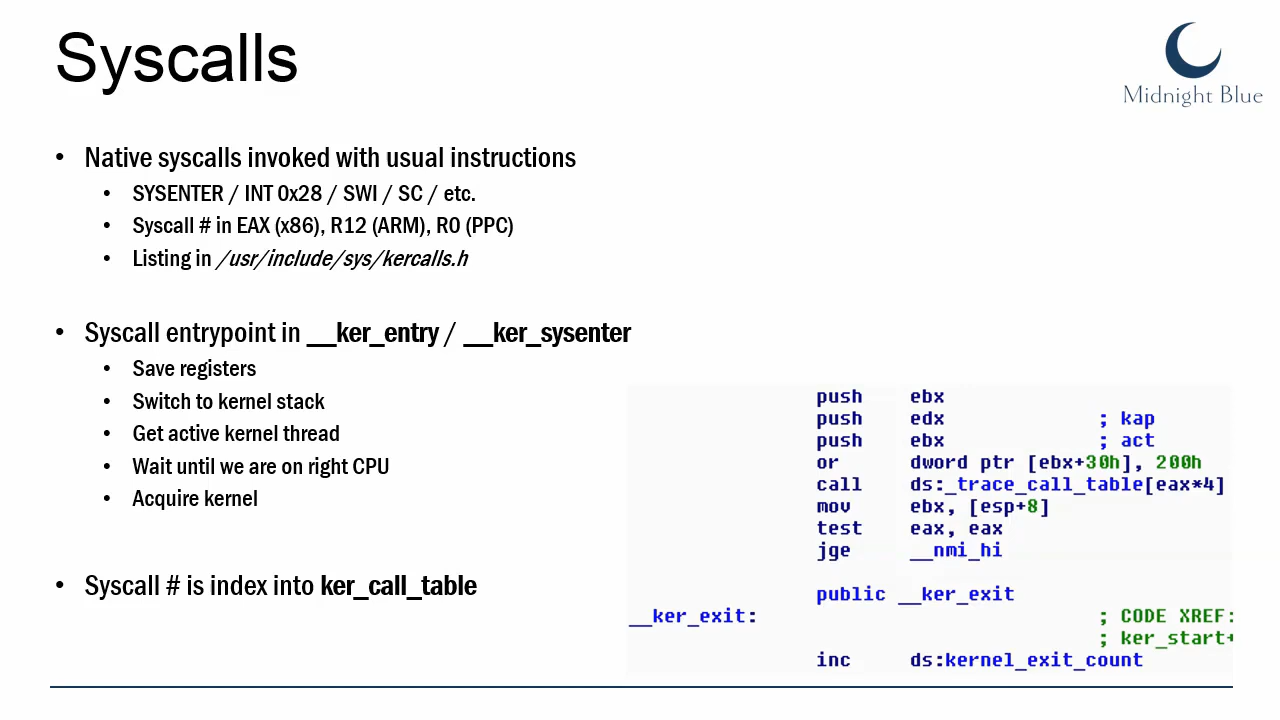 Syscalls
Midnight Blue
• Native syscalls invoked with usual instructions
• SYSENTER / INT 0x28 / SWI / SC / etc.
• Syscall # in EAX (x86), R12 (ARM), R0 (PPC)
• Listing in /usr/include/sys/kercalls.h
• Syscall entrypoint in __ker_entry / __ker_sysenter
• Save registers
• Switch to kernel stack
• Get active kernel thread
• Wait until we are on right CPU
• Acquire kernel
• Syscall # is index into ker_call_table
push ebx
push edx ; kap
push ebx ; act
or dword ptr [ebx+30h], 200h
call ds:_trace_call_table[eax*4]
mov ebx, [esp+8]
test eax, eax
jge __nmi_hi
public __ker_exit
__ker_exit: ; CODE XREF:
; ker_start+
inc ds:kernel_exit_count